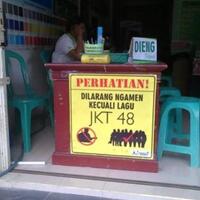 DIENG
PERHATIAN!
DILARANG NGAMEN
KECUALI LAGU
JKT 48